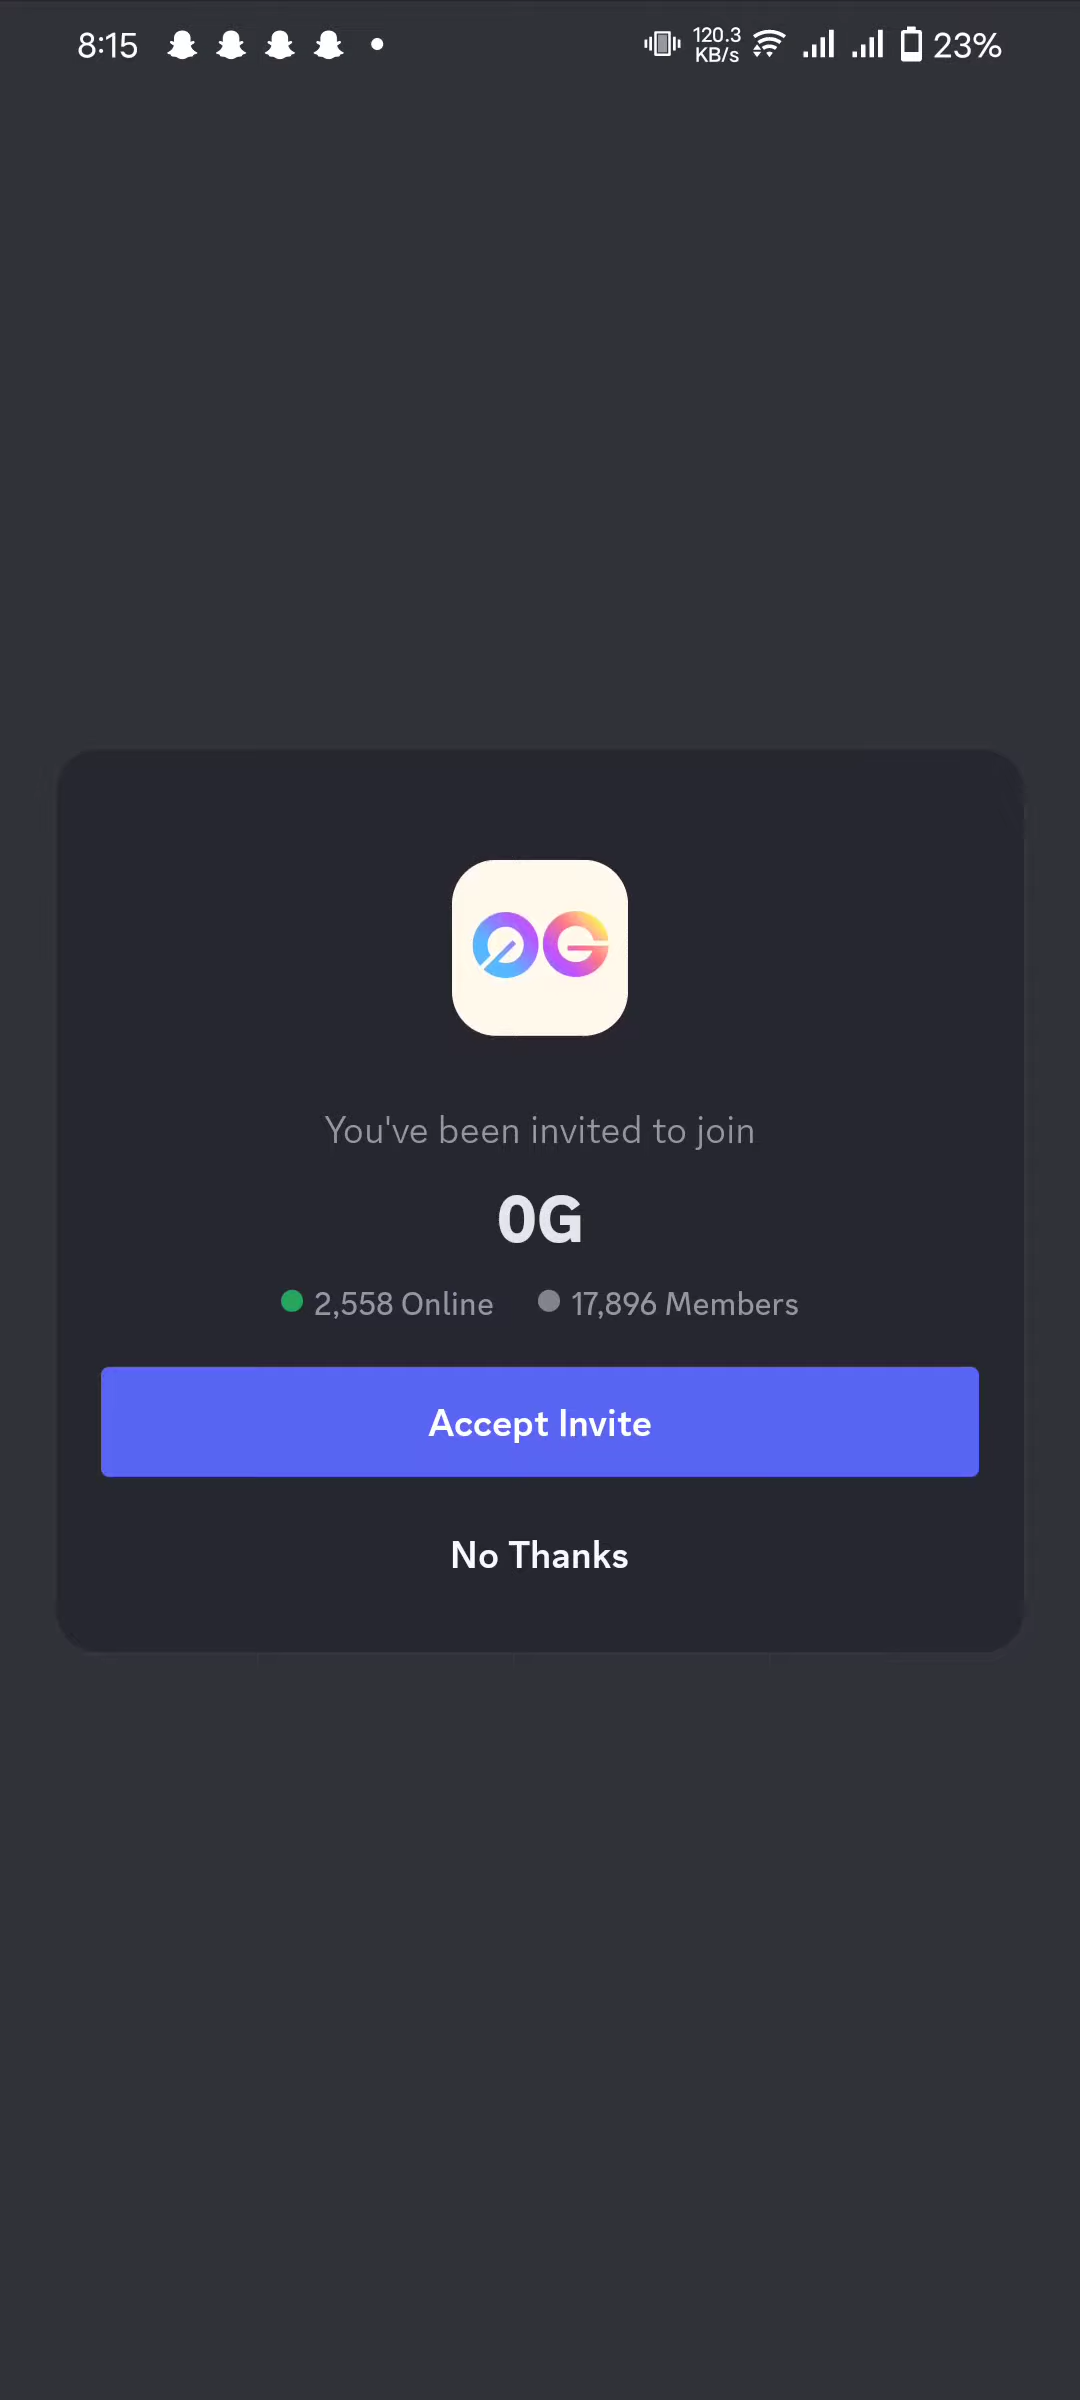 8:15
120.3
KB/s
23%
0G
You've been invited to join
0G
2,558 Online
17,896 Members
Accept Invite
No Thanks